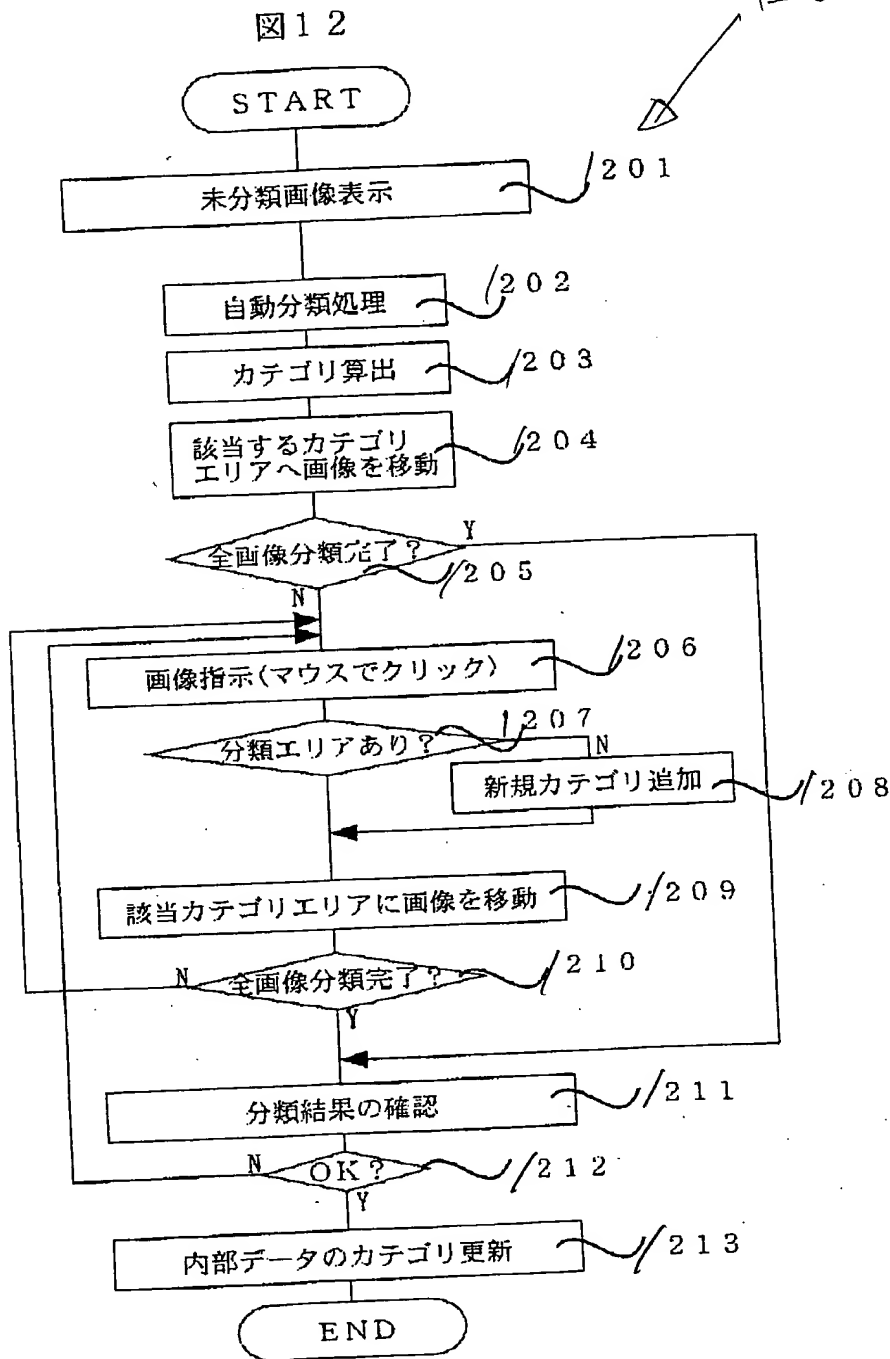 図12
START
未分類画像表示
201
自動分類処理
202
カテゴリ算出
203
該当するカテゴリ
エリアへ画像を移動
204
全画像分類完了?
Y
205
N
画像指示(マウスでクリック)
206
分類エリアあり?
207
N
新規カテゴリ追加
208
該当カテゴリエリアに画像を移動
209
N
全画像分類完了?
210
Y
分類結果の確認
211
N
OK?
212
Y
内部データのカテゴリ更新
213
END